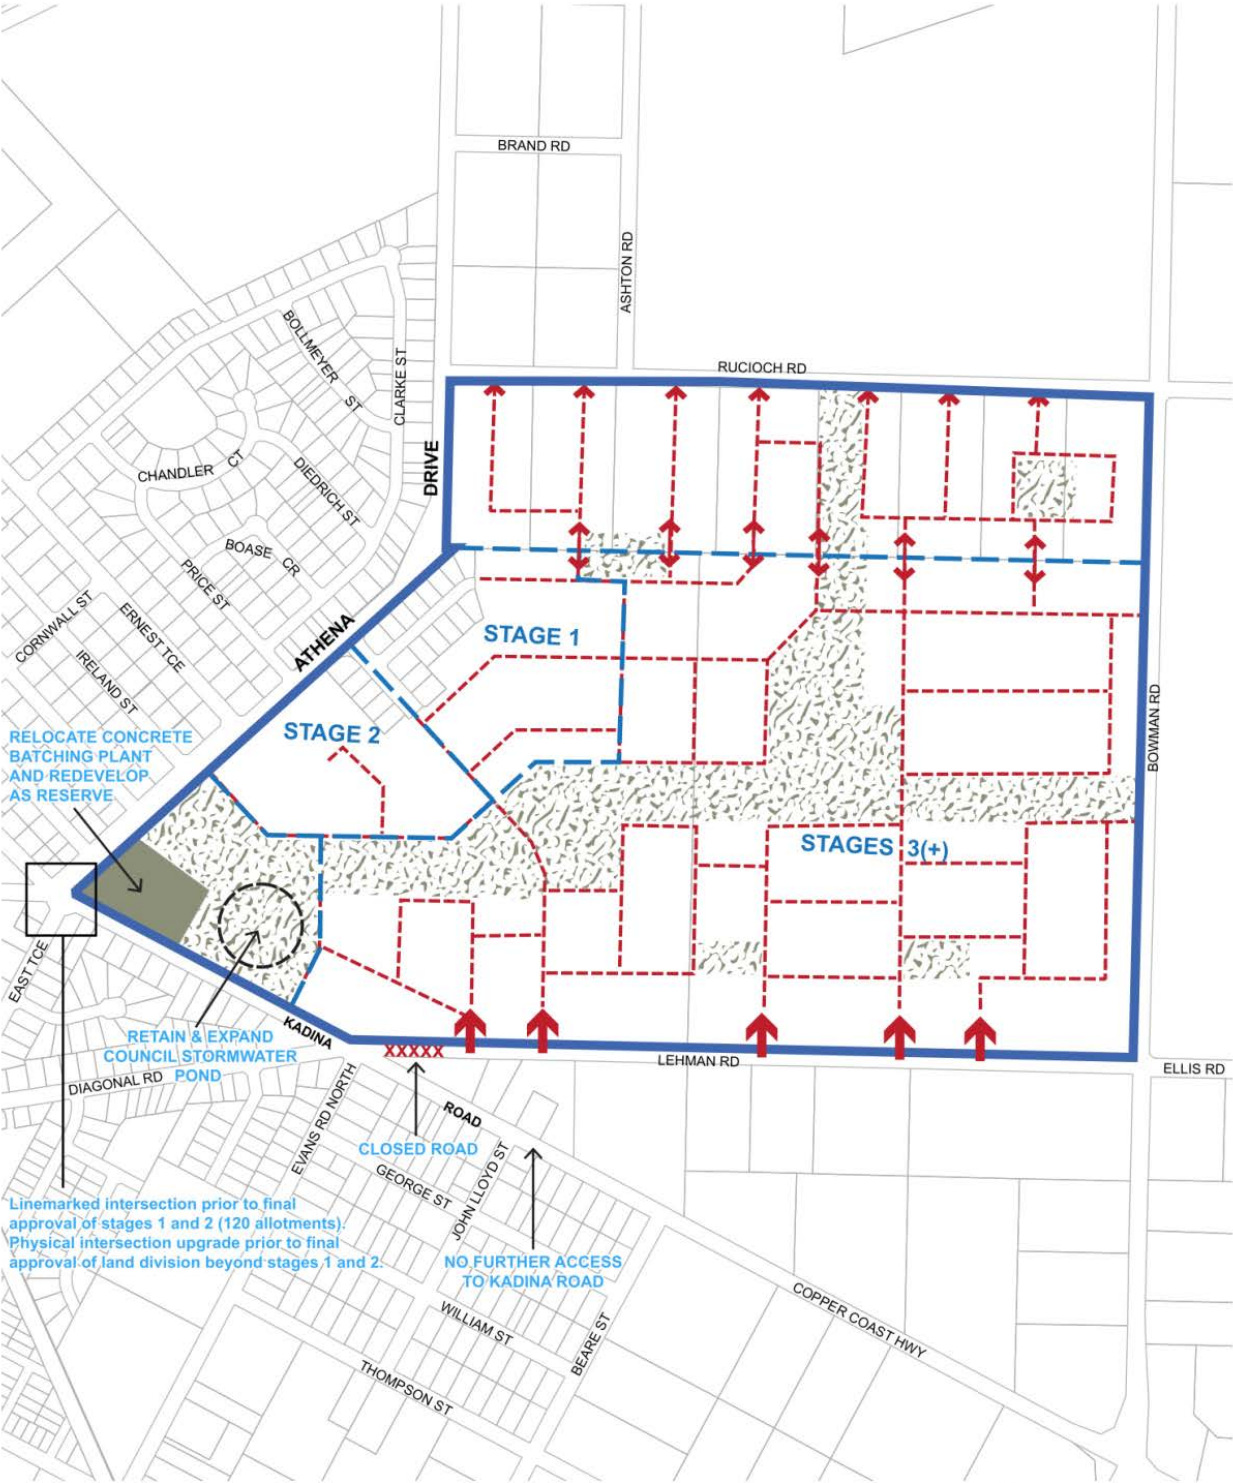 BRAND RD
ASHTON RD
RUCIOCH RD
BOLLMEYER ST
CLARKE ST
CHANDLER CT
DIEDRICH ST
DRIVE
BOASE CR
PRICE ST
CORNWALL ST
ERNEST TCE
IRELAND ST
ATHENA
STAGE 1
STAGE 2
BOWMAN RD
RELOCATE CONCRETE
BATCHING PLANT
AND REDEVELOP
AS RESERVE
STAGES 3(+)
EAST TCE
KADINA
RETAIN & EXPAND
COUNCIL STORMWATER
POND
XXXXX
LEHMAN RD
ELLIS RD
DIAGONAL RD
EVANS RD NORTH
ROAD
CLOSED ROAD
GEORGE ST
JOHN LLOYD ST
Linemarked intersection prior to final
approval of stages 1 and 2 (120 allotments).
Physical intersection upgrade prior to final
approval of land division beyond stages 1 and 2.
NO FURTHER ACCESS
TO KADINA ROAD
WILLIAM ST
BEARE ST
COPPER COAST HWY
THOMPSON ST